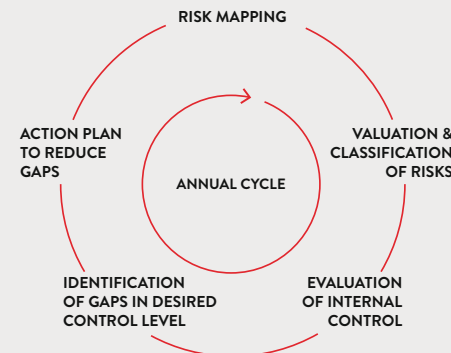 RISK MAPPING
VALUATION &
CLASSIFICATION
OF RISKS
EVALUATION
OF INTERNAL
CONTROL
IDENTIFICATION
OF GAPS IN DESIRED
CONTROL LEVEL
ACTION PLAN
TO REDUCE
GAPS
ANNUAL CYCLE